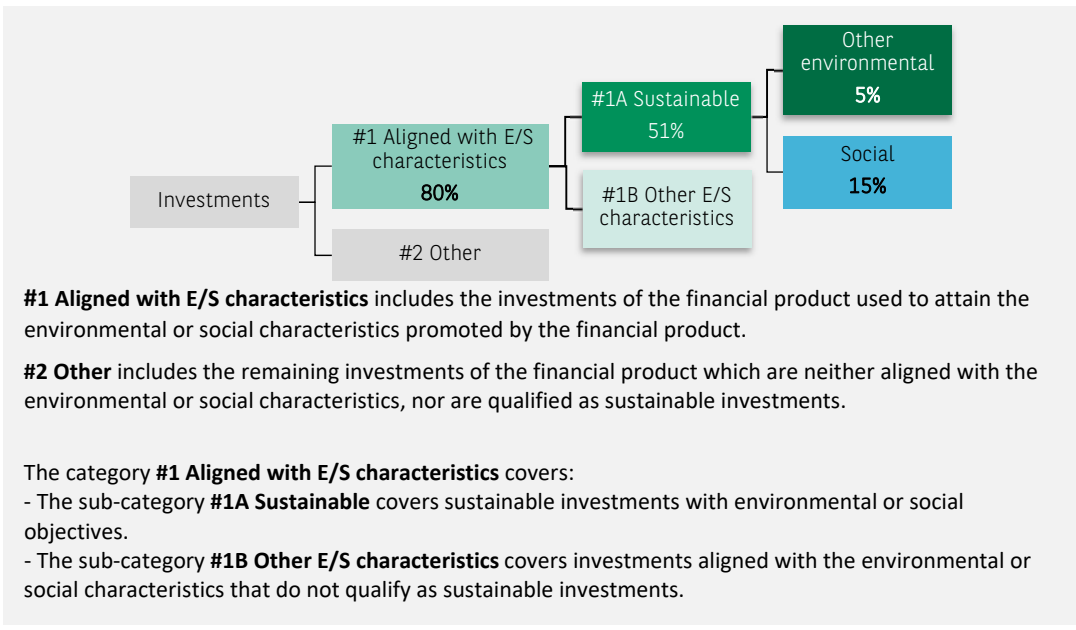 Other
environmental
5%
#1A Sustainable
51%
#1 Aligned with E/S
characteristics
80%
Social
15%
Investments
#1B Other E/S
characteristics
#2 Other
#1 Aligned with E/S characteristics includes the investments of the financial product used to attain the
environmental or social characteristics promoted by the financial product.
#2 Other includes the remaining investments of the financial product which are neither aligned with the
environmental or social characteristics, nor are qualified as sustainable investments.
The category #1 Aligned with E/S characteristics covers:
- The sub-category #1A Sustainable covers sustainable investments with environmental or social
objectives.
- The sub-category #1B Other E/S characteristics covers investments aligned with the environmental or
social characteristics that do not qualify as sustainable investments.